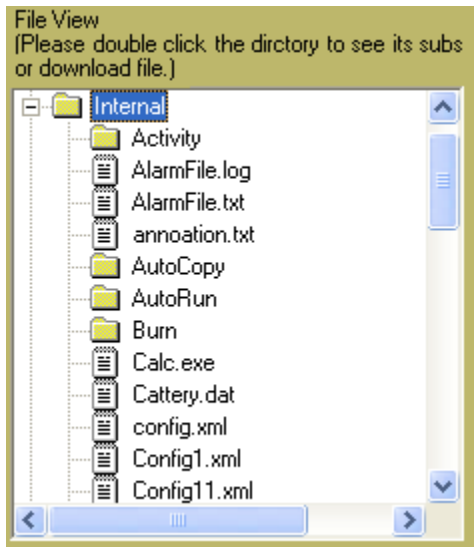 File View
(Please double click the dirctory to see its subs
or download file.)
Internal
Activity
AlarmFile.log
AlarmFile.txt
annoation.txt
AutoCopy
AutoRun
Burn
Calc.exe
Cattery.dat
config.xml
Config1.xml
Config11.xml